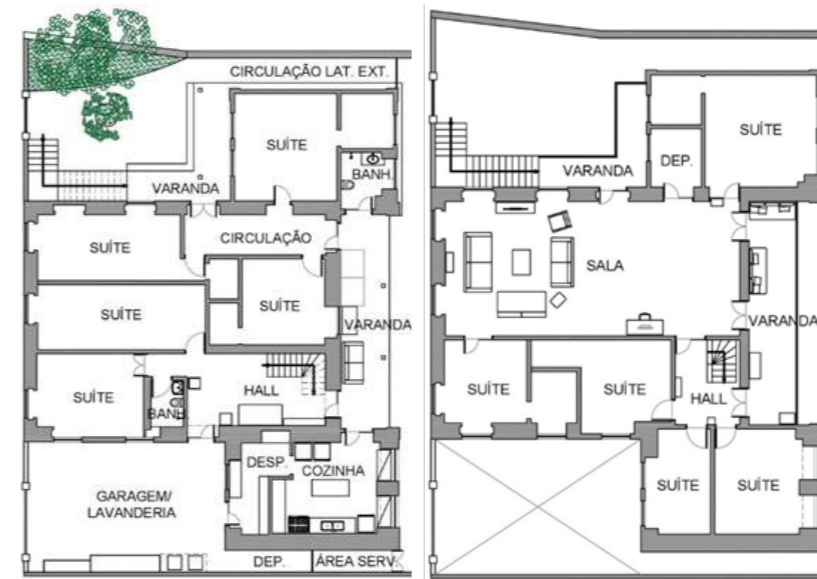 CIRCULAÇÃO LAT. EXT.
SUÍTE
BANH.
VARANDA
SUÍTE
CIRCULAÇÃO
SUÍTE
SUÍTE
VARANDA
SUÍTE
BANH.
HALL
DESP.
COZINHA
GARAGEM/
LAVANDERIA
DEP.
ÁREA SERV.
SUÍTE
DEP.
VARANDA
SALA
VARANDA
SUÍTE
SUÍTE
HALL
SUÍTE
SUÍTE